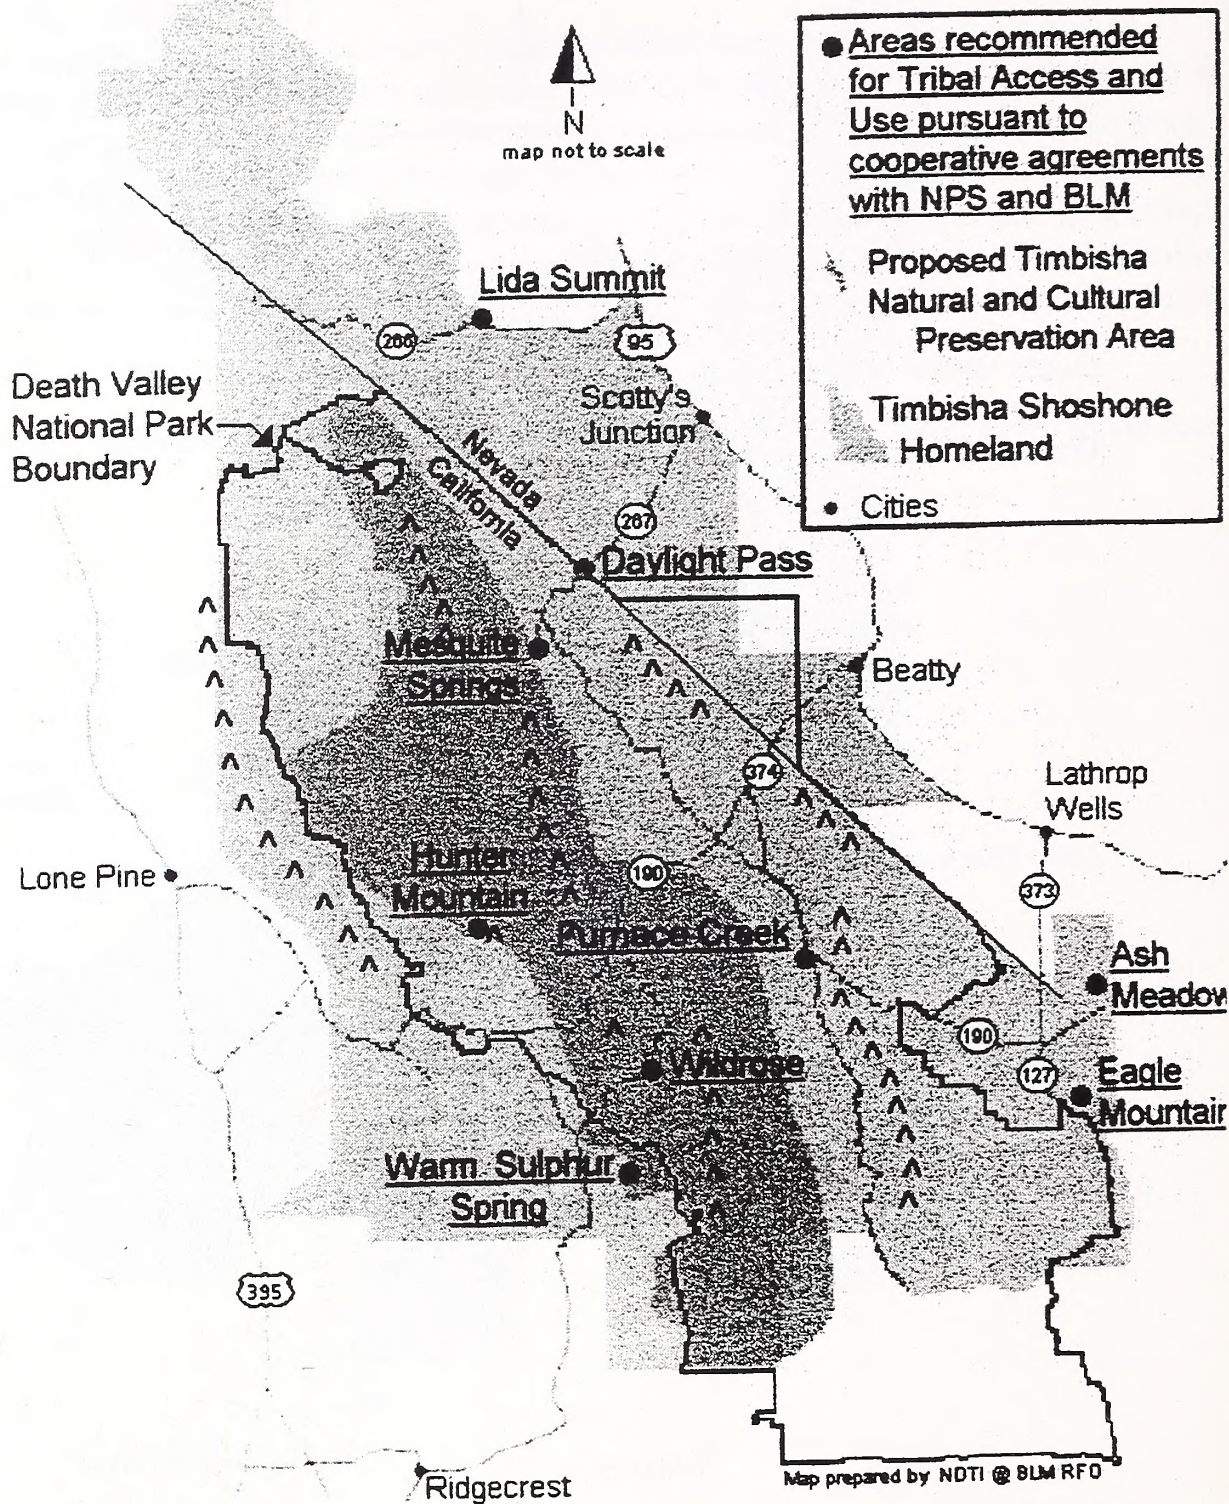 Areas recommended
for Tribal Access and
Use pursuant to
cooperative agreements
with NPS and BLM
Proposed Timbisha
Natural and Cultural
Preservation Area
Timbisha Shoshone
Homeland
Cities
N
map not to scale
Lida Summit
266
95
Death Valley
National Park
Boundary
Scotty's
Junction
Nevada
California
267
Daylight Pass
Mesquite
Springs
Beatty
374
Lathrop
Wells
Hunter
Mountain
190
Lone Pine
373
Furnace Creek
Ash
Meadow
190
Wildrose
127
Eagle
Mountain
Warm Sulphur
Spring
395
Map prepared by NDTI @ BLM RFO
Ridgecrest